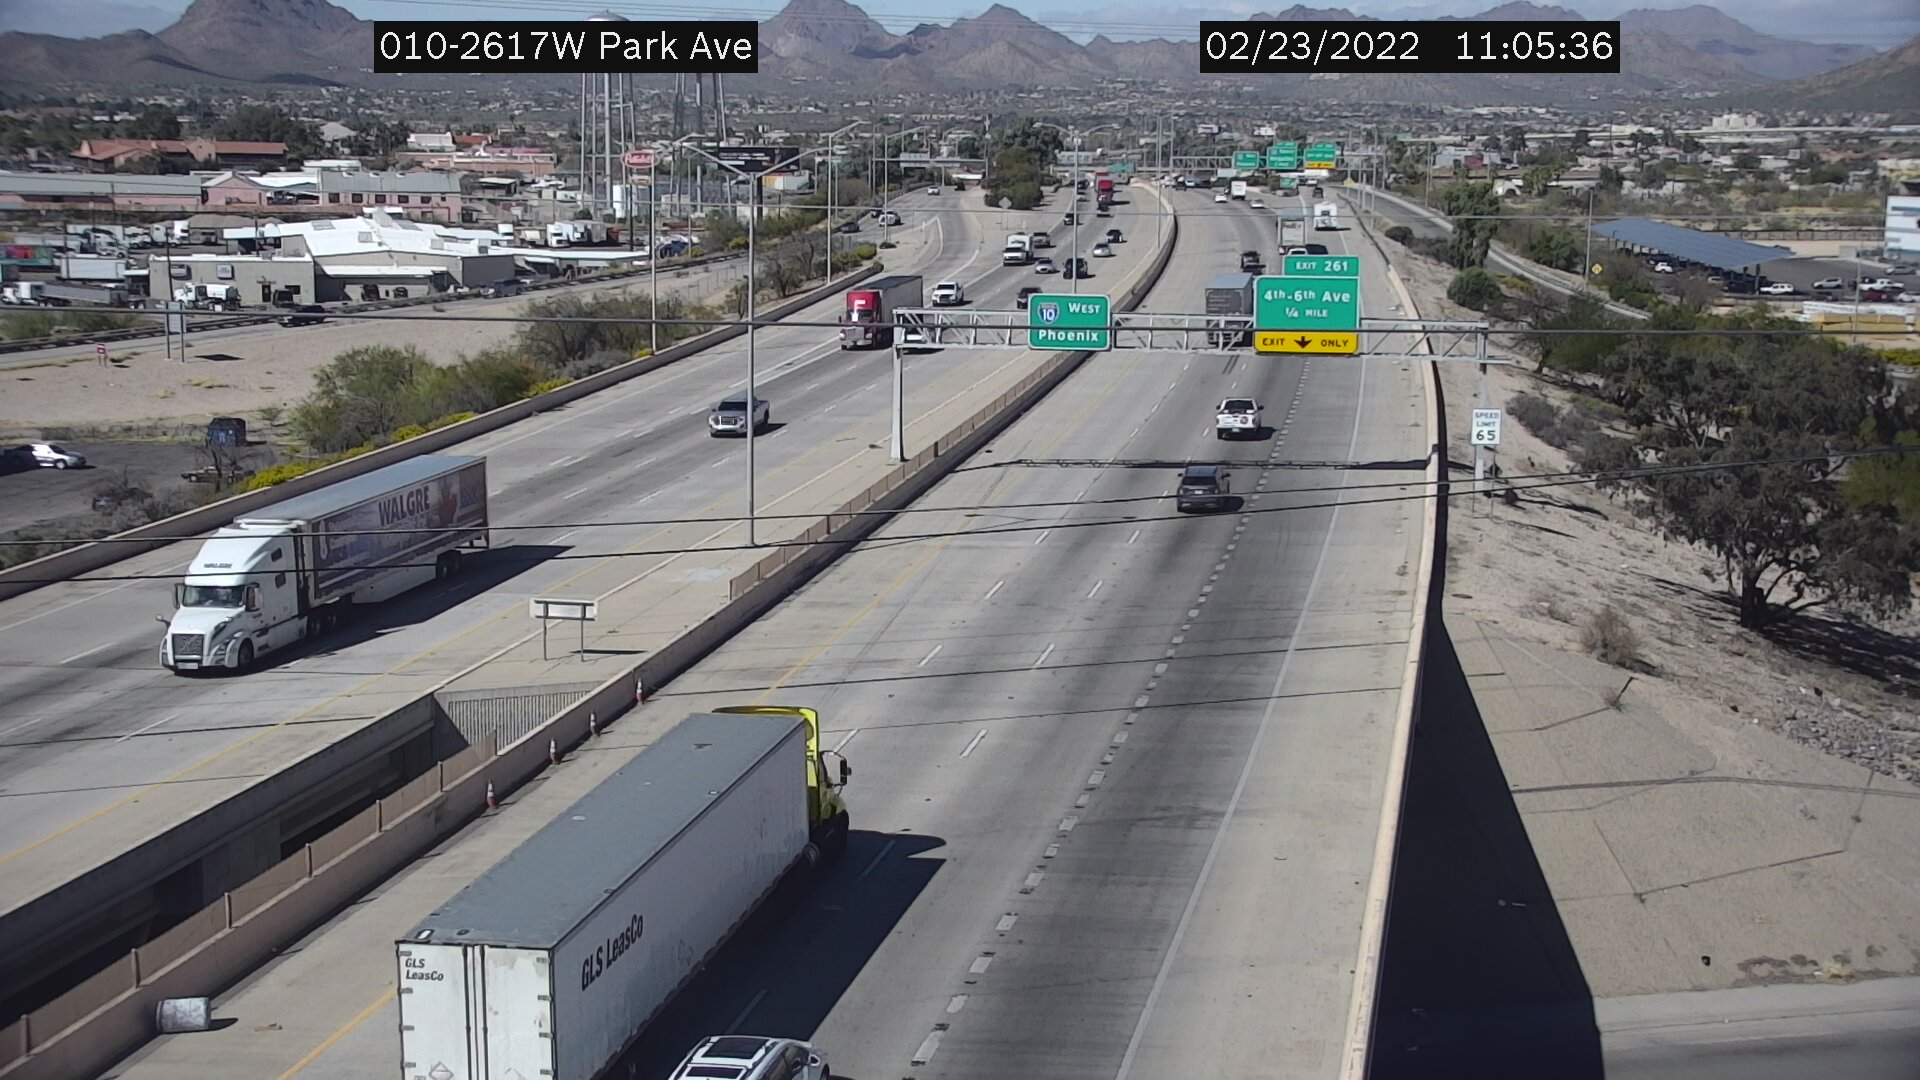 010-2617W Park Ave
02/23/2022 11:05:36
EXIT 261
4th-6th Ave
1/4 MILE
EXIT ONLY
WEST
10
Phoenix
SPEED
LIMIT
65
WALGRE
GLS LeasCo
GLS
LeasCo